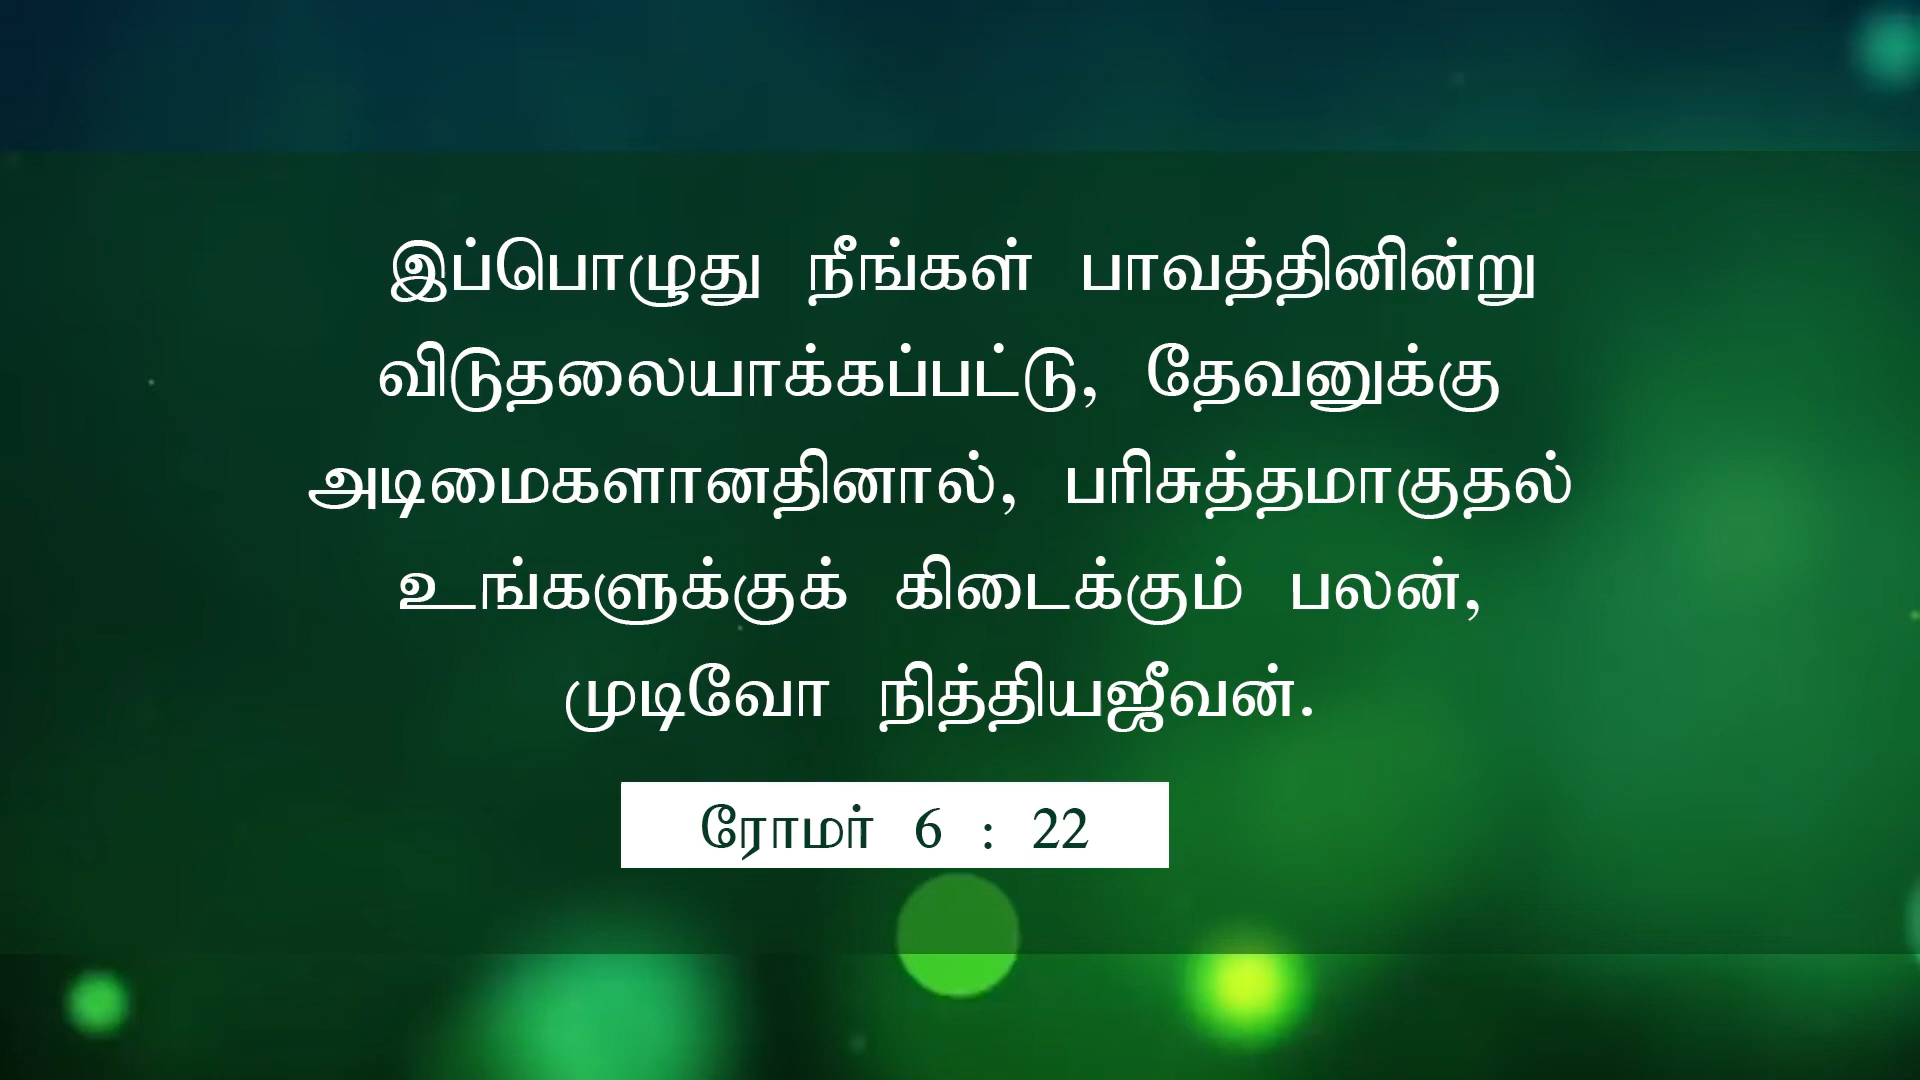 இப்பொழுது நீங்கள் பாவத்தினின்று
விடுதலையாக்கப்பட்டு, தேவனுக்கு
அடிமைகளானதினால், பரிசுத்தமாகுதல்
உங்களுக்குக் கிடைக்கும் பலன்,
முடிவோ நித்தியஜீவன்.
ரோமர் 6 : 22